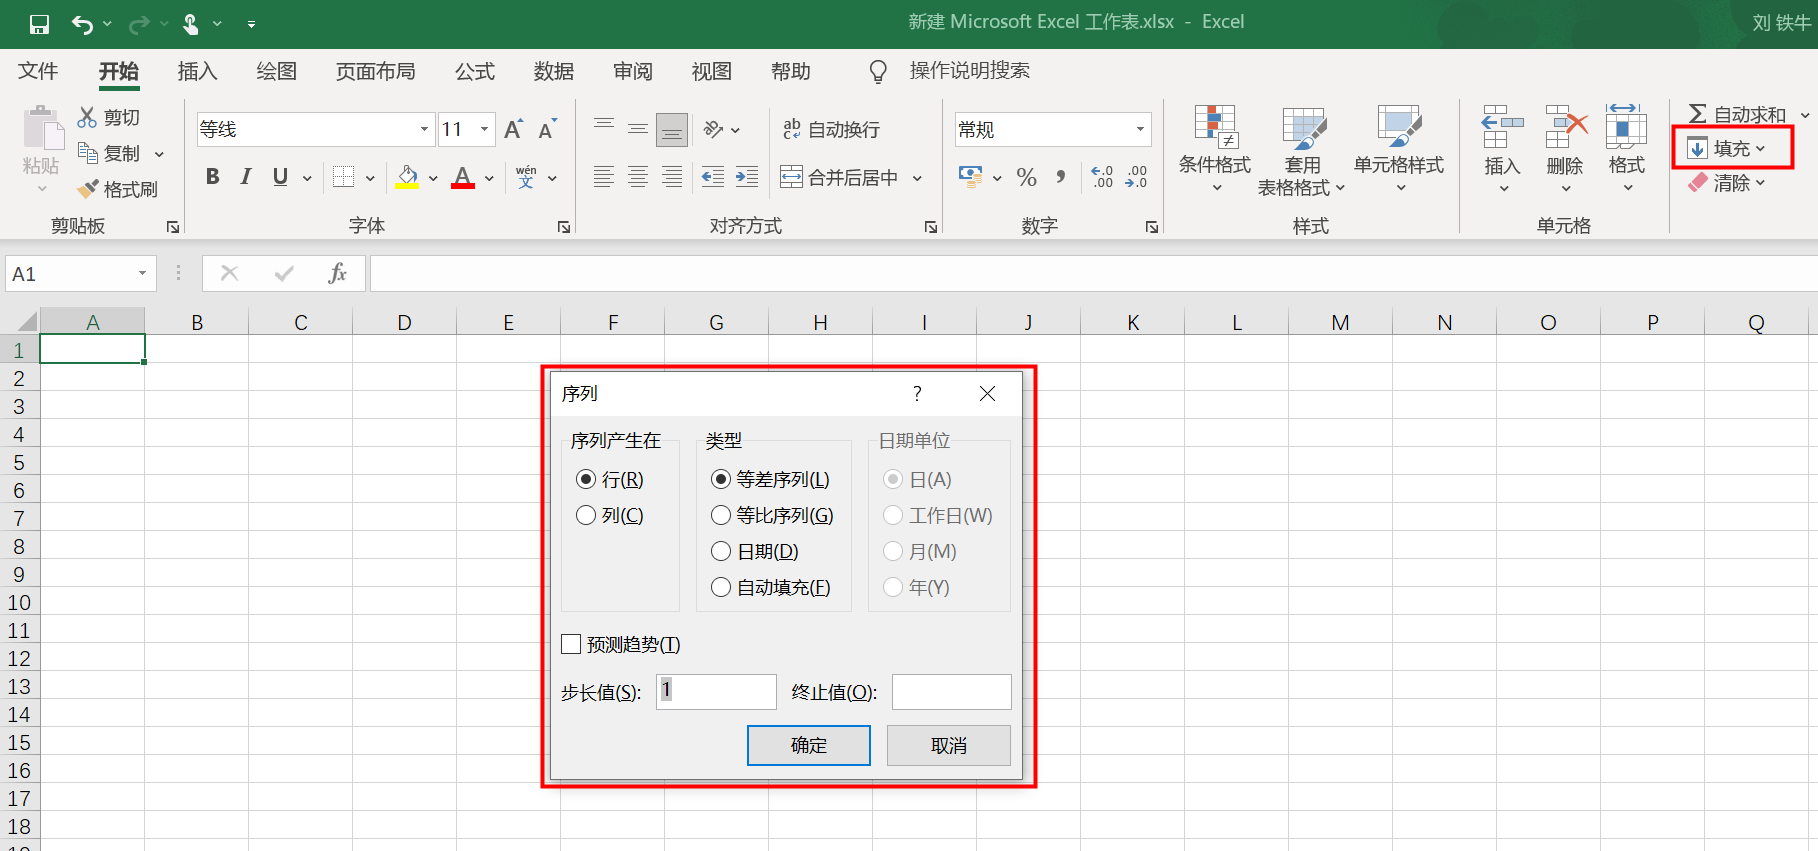 新建 Microsoft Excel 工作表.xlsx - Excel
刘 铁牛
文件 开始 插入 绘图 页面布局 公式 数据 审阅 视图 帮助 操作说明搜索
粘贴
剪切
复制
格式刷
剪贴板
等线 11 A A
B I U A wén 文
字体
ab 自动换行
合并后居中
对齐方式
常规
% , .0 .00 .00 .0
数字
条件格式
套用
表格格式
单元格样式
样式
插入
删除
格式
单元格
Σ 自动求和
填充
清除
A1
fx
A B C D E F G H I J K L M N O P Q
1
2
3
4
5
6
7
8
9
10
11
12
13
14
15
16
17
18
序列 ?
序列产生在 类型 日期单位
行(R) 等差序列(L) 日(A)
列(C) 等比序列(G) 工作日(W)
日期(D) 月(M)
自动填充(F) 年(Y)
预测趋势(T)
步长值(S): 1 终止值(O):
确定 取消